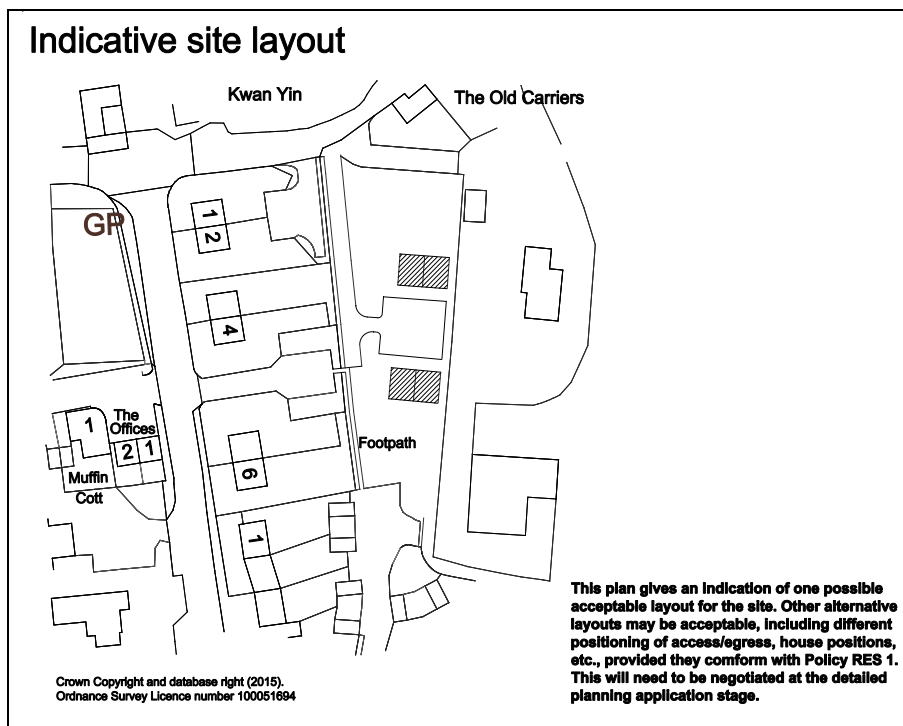 Indicative site layout
Kwan Yin
The Old Carriers
GP
1
2
4
The
Offices
1
2 1
Muffin
Cott
Footpath
6
1
This plan gives an indication of one possible
acceptable layout for the site. Other alternative
layouts may be acceptable, including different
positioning of access/egress, house positions,
etc., provided they comform with Policy RES 1.
This will need to be negotiated at the detailed
planning application stage.
Crown Copyright and database right (2015).
Ordnance Survey Licence number 100051694